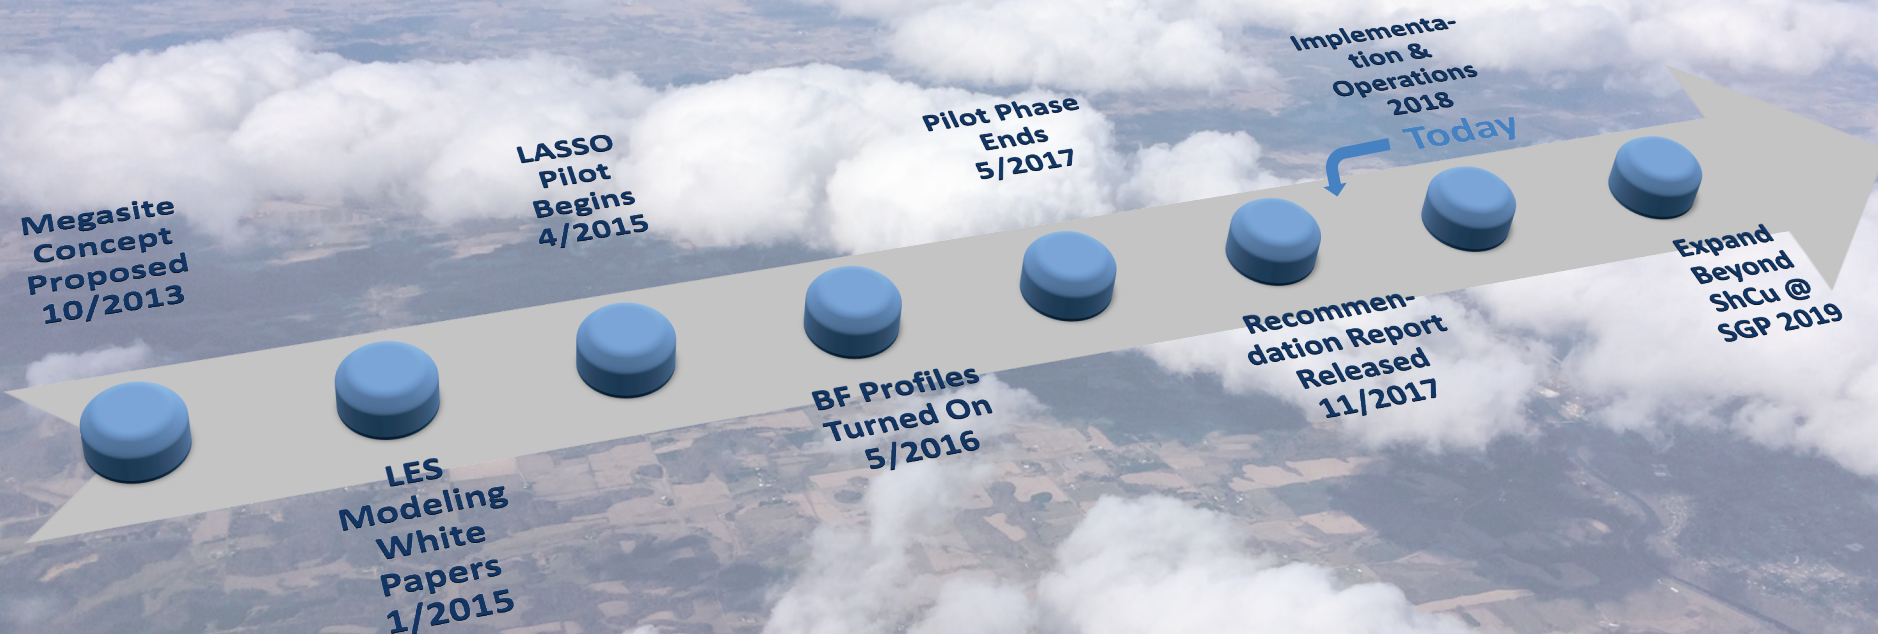 Megasite
Concept
Proposed
10/2013
LES
Modeling
White
Papers
1/2015
LASSO
Pilot
Begins
4/2015
BF Profiles
Turned On
5/2016
Pilot Phase
Ends
5/2017
Recommen-
dation Report
Released
11/2017
Today
Implementa-
tion &
Operations
2018
Expand
Beyond
ShCu @
SGP 2019